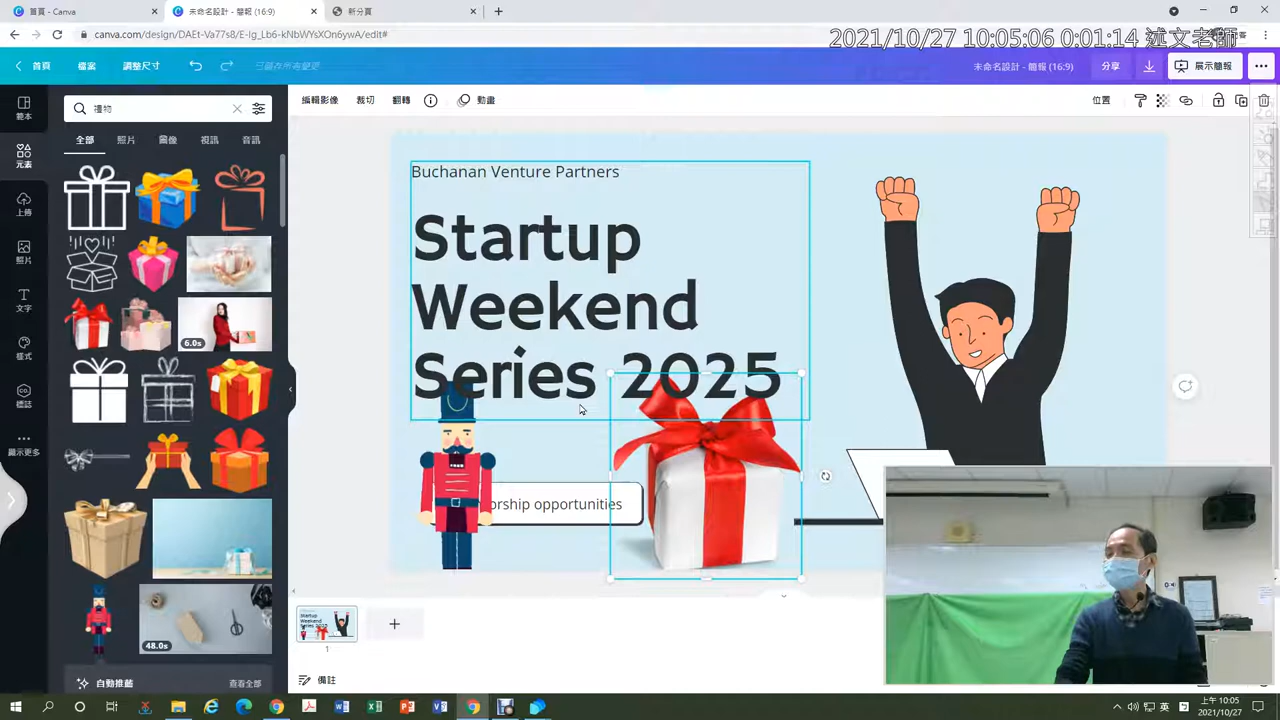 首頁 - Canva
未命名設計 - 簡報 (16:9)
新分頁
canva.com/design/DAEt-Va77s8/E-Ig_Lb6-kNbWYsXOn6ywA/edit#
2021/10/27 10:05:06 0:01:14 述文老師
首頁
檔案
調整尺寸
已儲存所有變更
未命名設計 - 簡報 (16:9)
分享
展示簡報
範本
元素
上傳
照片
文字
樣式
標誌
顯示更多
禮物
全部
照片
圖像
視訊
音訊
6.0s
48.0s
自動推薦
查看全部
編輯影像
裁切
翻轉
動畫
位置
Buchanan Venture Partners
Startup
Weekend
Series 2025
orship opportunities
1
備註
英
上午 10:05
2021/10/27